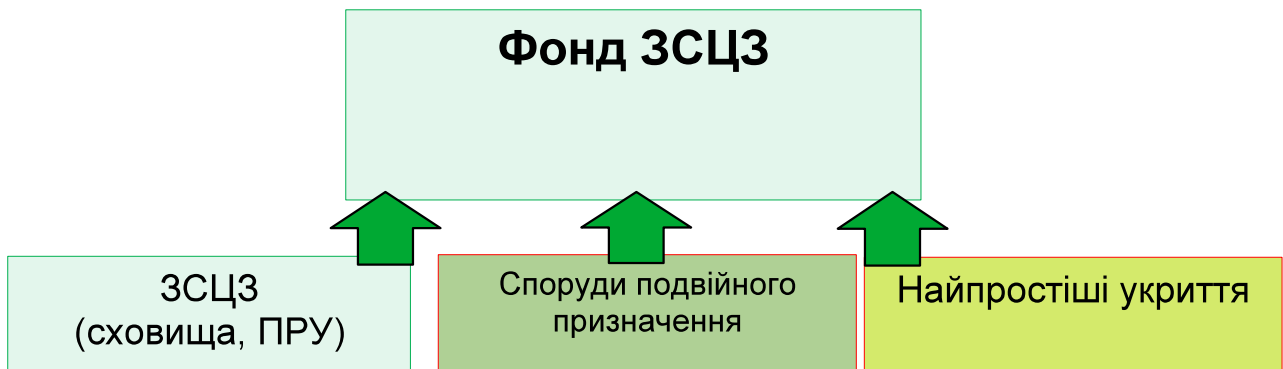 Фонд ЗСЦЗ
ЗСЦЗ
(сховища, ПРУ)
Споруди подвійного
призначення
Найпростіші укриття